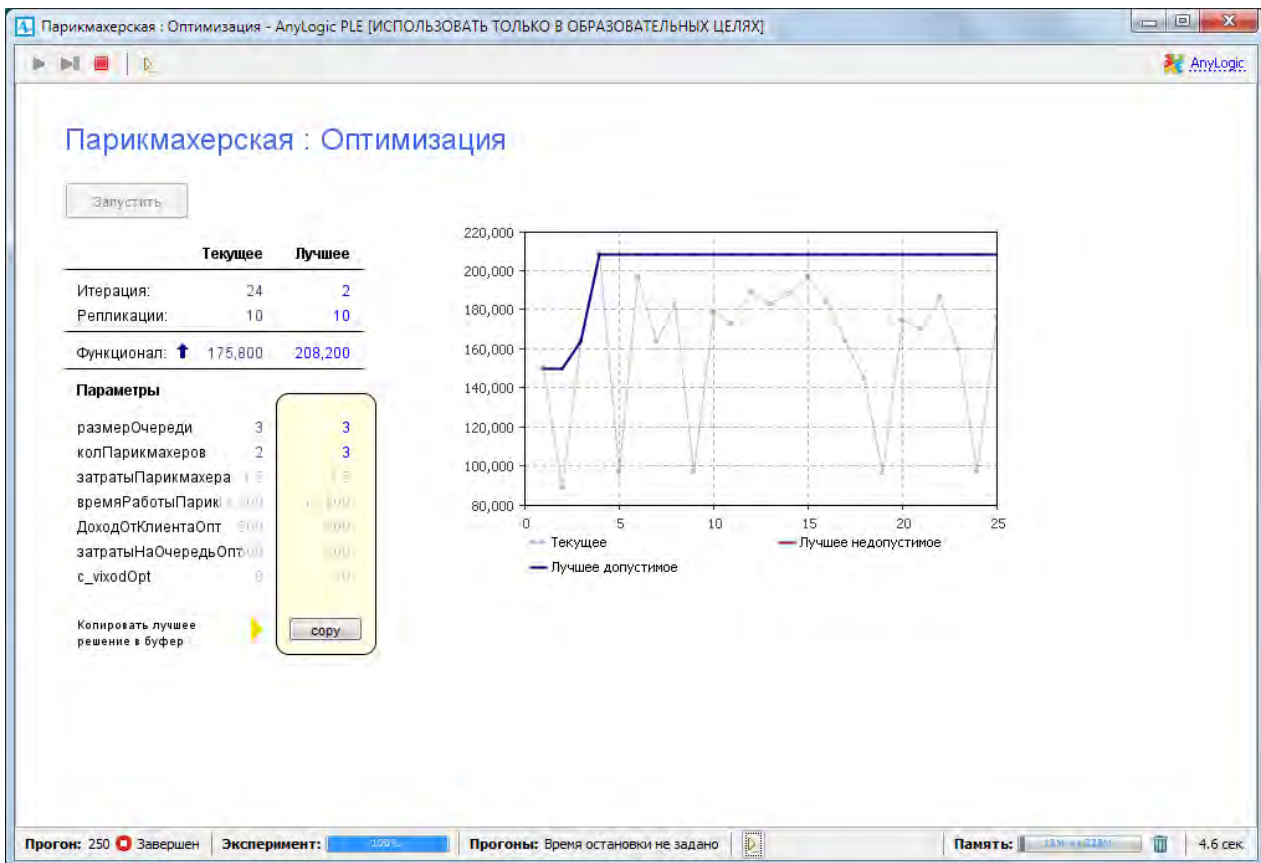 Парикмахерская : Оптимизация - AnyLogic PLE [ИСПОЛЬЗОВАТЬ ТОЛЬКО В ОБРАЗОВАТЕЛЬНЫХ ЦЕЛЯХ]
AnyLogic
Парикмахерская : Оптимизация
Запустить
Текущее Лучшее
Итерация: 24 2
Репликации: 10 10
Функционал: 175,800 208,200
Параметры
размерОчереди 3 3
колПарикмахеров 2 3
затратыПарикмахера
времяРаботыПарик
ДоходОтКлиентаОпт
затратыНаОчередьОпт
c_vixodOpt
Копировать лучшее
решение в буфер
copy
220,000
200,000
180,000
160,000
140,000
120,000
100,000
80,000
0 5 10 15 20 25
Текущее Лучшее недопустимое
Лучшее допустимое
Прогон: 250 Завершен Эксперимент: 100% Прогоны: Время остановки не задано Память: 4.6 сек